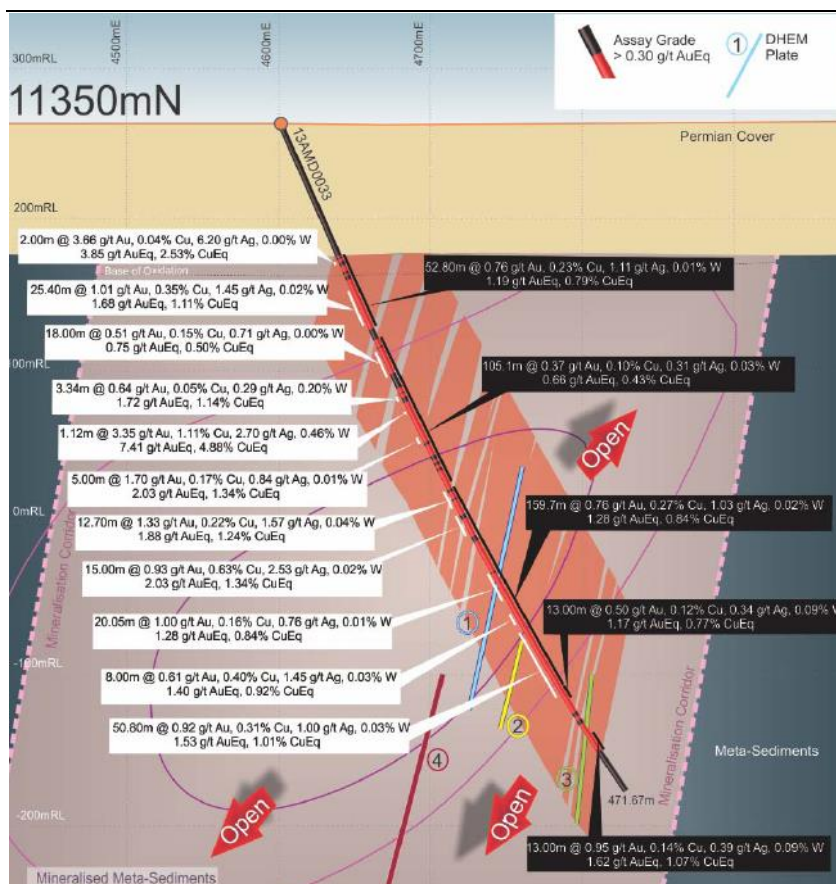 4500mE
4600mE
4700mE
300mRL
Assay Grade
> 0.30 g/t AuEq
1
DHEM
Plate
11350mN
13AMD0033
Permian Cover
200mRL
2.00m @ 3.66 g/t Au, 0.04% Cu, 6.20 g/t Ag, 0.00% W
3.85 g/t AuEq, 2.53% CuEq
Base of Oxidation
52.80m @ 0.76 g/t Au, 0.23% Cu, 1.11 g/t Ag, 0.01% W
1.19 g/t AuEq, 0.79% CuEq
25.40m @ 1.01 g/t Au, 0.35% Cu, 1.45 g/t Ag, 0.02% W
1.68 g/t AuEq, 1.11% CuEq
18.00m @ 0.51 g/t Au, 0.15% Cu, 0.71 g/t Ag, 0.00% W
0.75 g/t AuEq, 0.50% CuEq
100mRL
105.1m @ 0.37 g/t Au, 0.10% Cu, 0.31 g/t Ag, 0.03% W
0.66 g/t AuEq, 0.43% CuEq
3.34m @ 0.64 g/t Au, 0.05% Cu, 0.29 g/t Ag, 0.20% W
1.72 g/t AuEq, 1.14% CuEq
1.12m @ 3.35 g/t Au, 1.11% Cu, 2.70 g/t Ag, 0.46% W
7.41 g/t AuEq, 4.88% CuEq
Open
5.00m @ 1.70 g/t Au, 0.17% Cu, 0.84 g/t Ag, 0.01% W
2.03 g/t AuEq, 1.34% CuEq
0mRL
159.7m @ 0.76 g/t Au, 0.27% Cu, 1.03 g/t Ag, 0.02% W
1.28 g/t AuEq, 0.84% CuEq
12.70m @ 1.33 g/t Au, 0.22% Cu, 1.57 g/t Ag, 0.04% W
1.88 g/t AuEq, 1.24% CuEq
15.00m @ 0.93 g/t Au, 0.63% Cu, 2.53 g/t Ag, 0.02% W
2.03 g/t AuEq, 1.34% CuEq
Mineralisation Corridor
20.05m @ 1.00 g/t Au, 0.16% Cu, 0.76 g/t Ag, 0.01% W
1.28 g/t AuEq, 0.84% CuEq
1
13.00m @ 0.50 g/t Au, 0.12% Cu, 0.34 g/t Ag, 0.09% W
1.17 g/t AuEq, 0.77% CuEq
-100mRL
8.00m @ 0.61 g/t Au, 0.40% Cu, 1.45 g/t Ag, 0.03% W
1.40 g/t AuEq, 0.92% CuEq
50.80m @ 0.92 g/t Au, 0.31% Cu, 1.00 g/t Ag, 0.03% W
1.53 g/t AuEq, 1.01% CuEq
2
Mineralisation Corridor
Meta-Sediments
4
3
471.67m
-200mRL
Open
Open
13.00m @ 0.95 g/t Au, 0.14% Cu, 0.39 g/t Ag, 0.09% W
1.62 g/t AuEq, 1.07% CuEq
Mineralised Meta-Sediments